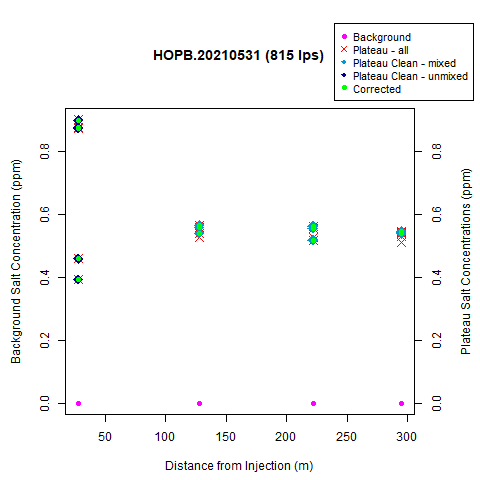 HOPB.20210531 (815 lps)
Background
Plateau - all
Plateau Clean - mixed
Plateau Clean - unmixed
Corrected
Background Salt Concentration (ppm)
0.0
0.2
0.4
0.6
0.8
Plateau Salt Concentrations (ppm)
0.0
0.2
0.4
0.6
0.8
50 100 150 200 250 300
Distance from Injection (m)